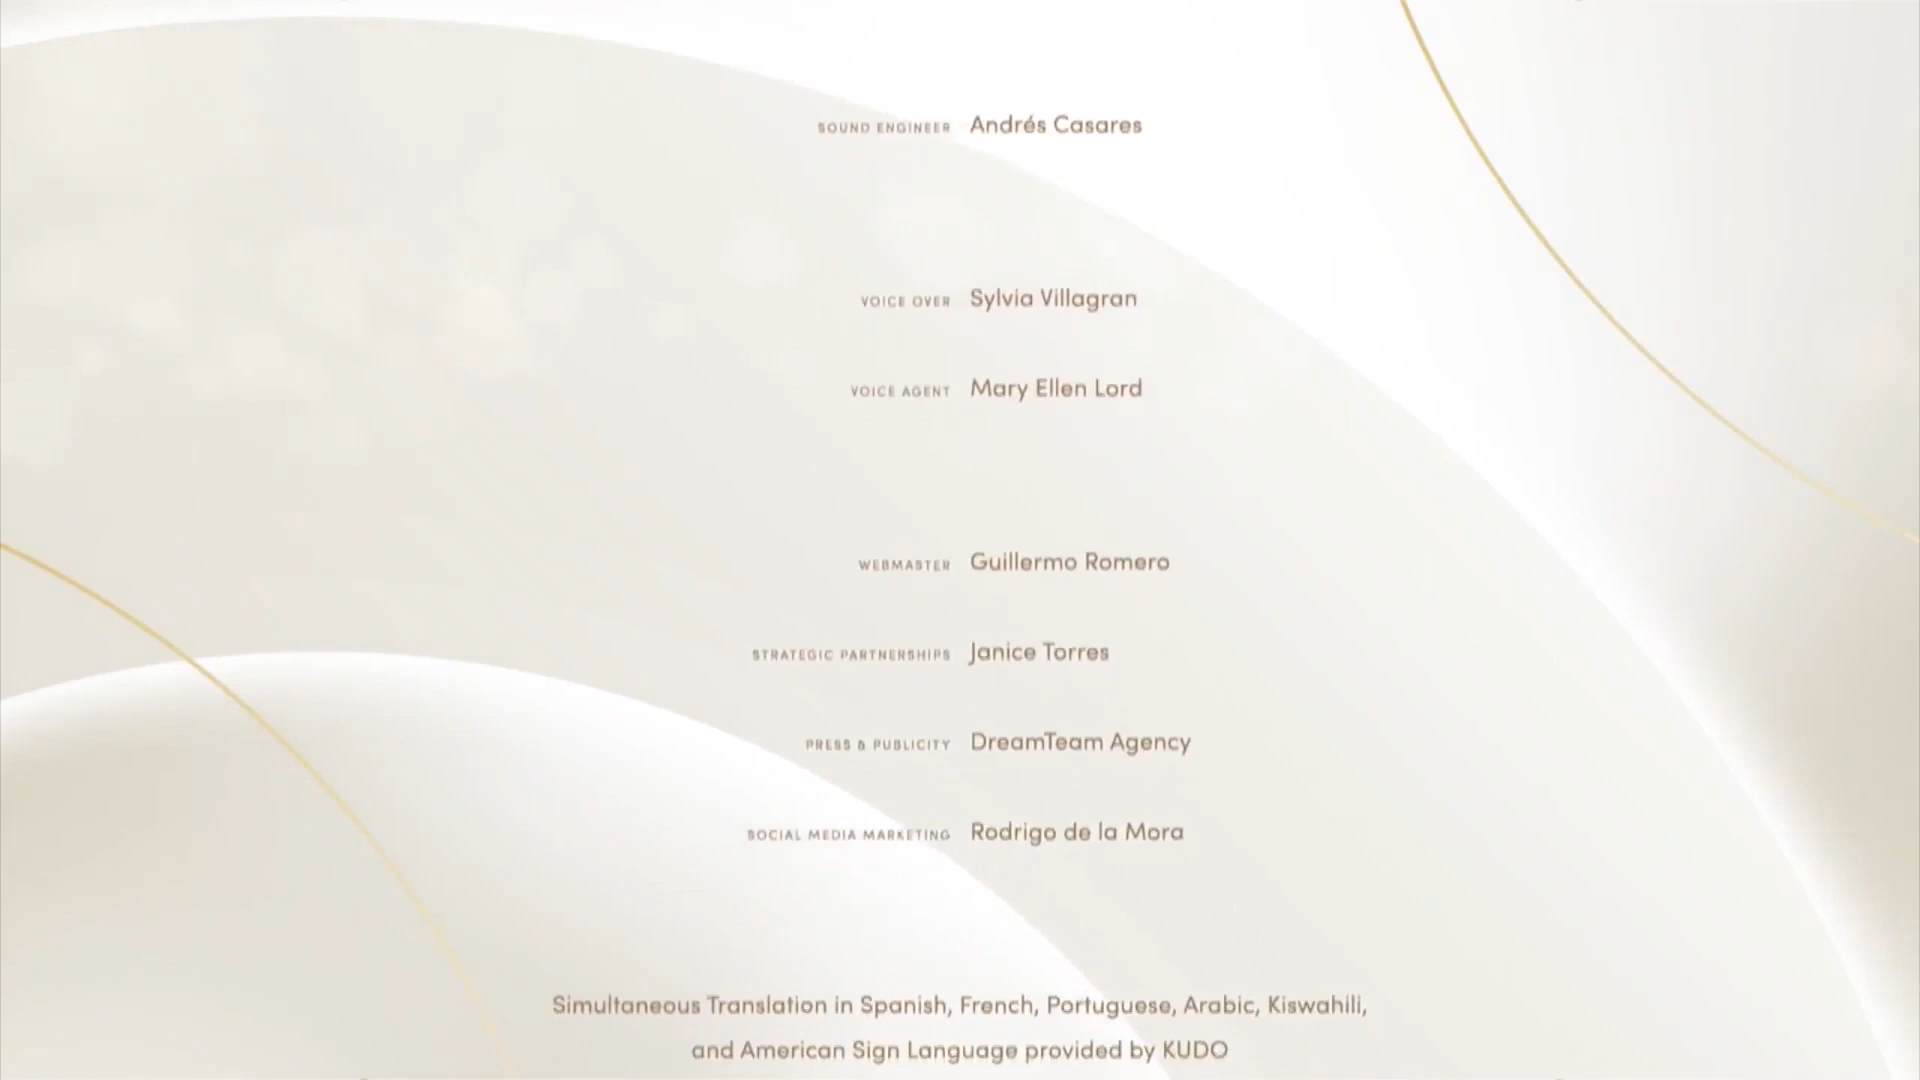 SOUND ENGINEER Andrés Casares
VOICE OVER Sylvia Villagran
VOICE AGENT Mary Ellen Lord
WEBMASTER Guillermo Romero
STRATEGIC PARTNERSHIPS Janice Torres
PRESS & PUBLICITY DreamTeam Agency
SOCIAL MEDIA MARKETING Rodrigo de la Mora
Simultaneous Translation in Spanish, French, Portuguese, Arabic, Kiswahili,
and American Sign Language provided by KUDO